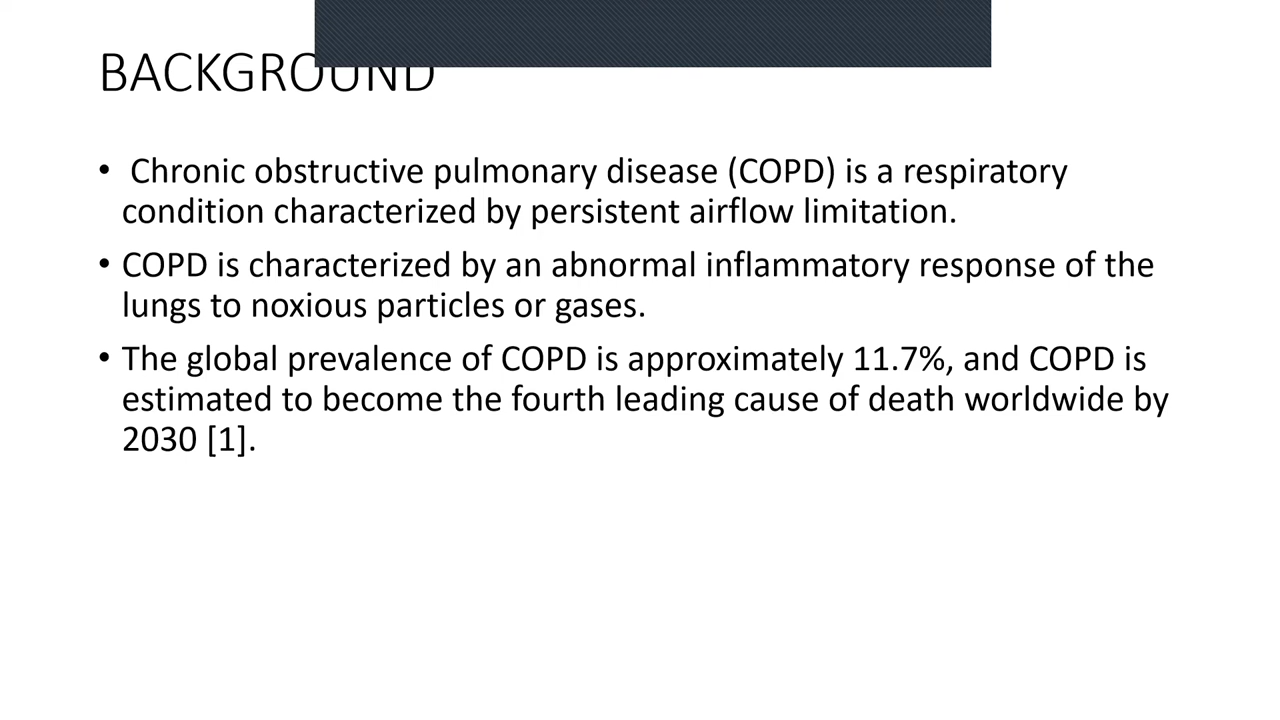 BACKGROUND
• Chronic obstructive pulmonary disease (COPD) is a respiratory
condition characterized by persistent airflow limitation.
• COPD is characterized by an abnormal inflammatory response of the
lungs to noxious particles or gases.
• The global prevalence of COPD is approximately 11.7%, and COPD is
estimated to become the fourth leading cause of death worldwide by
2030 [1].